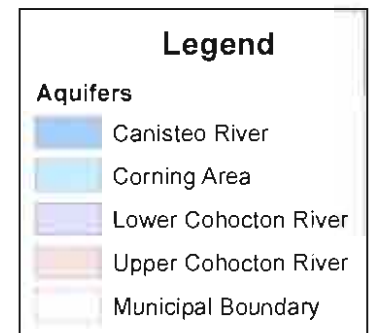 Legend
Aquifers
Canisteo River
Corning Area
Lower Cohocton River
Upper Cohocton River
Municipal Boundary